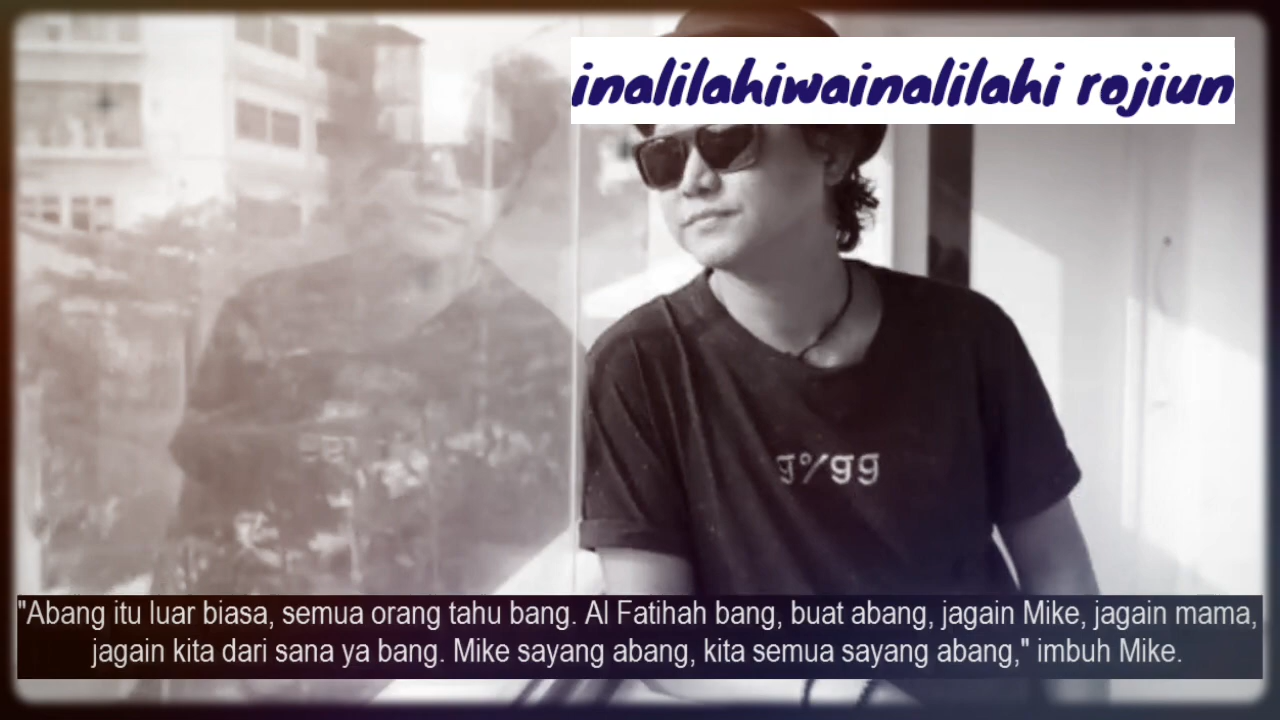 inalilahiwainalilahi rojiun
g°/gg
"Abang itu luar biasa, semua orang tahu bang. Al Fatihah bang, buat abang, jagain Mike, jagain mama,
jagain kita dari sana ya bang. Mike sayang abang, kita semua sayang abang," imbuh Mike.